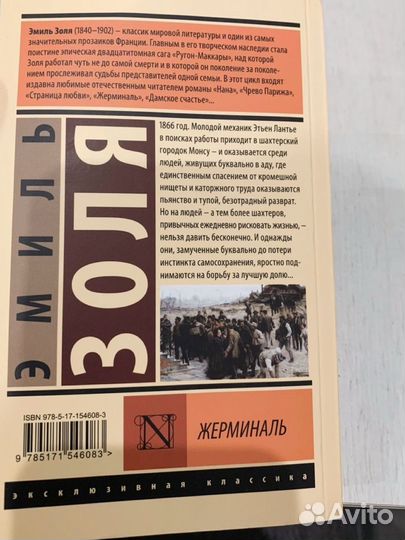 Эмиль Золя (1840–1902) – классик мировой литературы и один из самых
значительных прозаиков Франции. Главным в его творческом наследии стала
поистине эпическая двадцатитомная сага "Ругон-Маккары", над которой
Золя работал чуть не до самой смерти и в которой он поколение за поколе-
нием прослеживал судьбы представителей одной семьи. В этот цикл входят
издавна любимые отечественным читателем романы «Нана», «Чрево Парижа»,
«Страница любви», «Жерминаль», «Дамское счастье»...
ЭМИЛЬ
ЗОЛЯ
1866 год. Молодой механик Этьен Лантье
в поисках работы приходит в шахтерский
городок Монсу – и оказывается среди
людей, живущих буквально в аду, где
единственным спасением от кромешной
нищеты и каторжного труда оказываются
пьянство и тупой, безотрадный разврат.
Но на людей – а тем более шахтеров,
привычных ежедневно рисковать жизнью, –
нельзя давить бесконечно. И однажды
они, замученные буквально до потери
инстинкта самосохранения, яростно под-
нимаются на борьбу за лучшую долю...
ISBN 978-5-17-154608-3
9 785171 546083 >
N
ЖЕРМИНАЛЬ
эксклюзивная классика
Avito